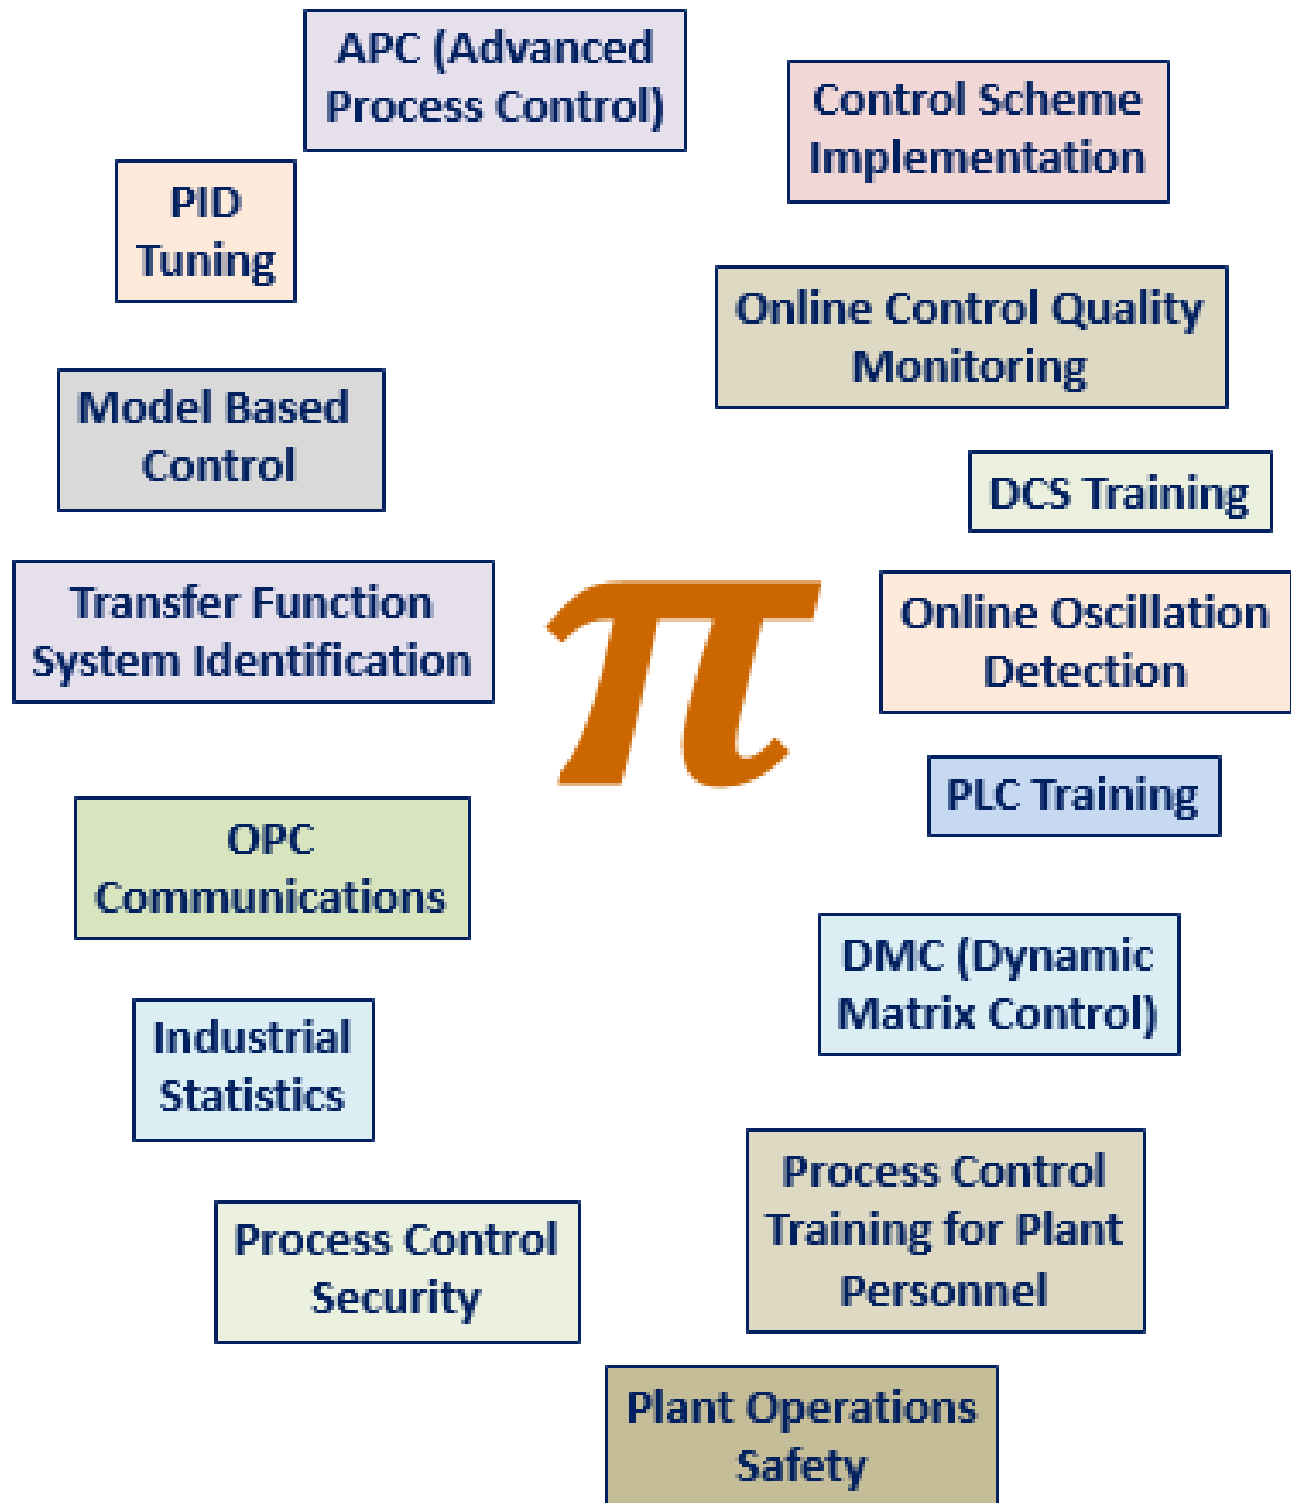 APC (Advanced
Process Control)
Control Scheme
Implementation
PID
Tuning
Online Control Quality
Monitoring
Model Based
Control
DCS Training
Transfer Function
System Identification
π
Online Oscillation
Detection
PLC Training
OPC
Communications
DMC (Dynamic
Matrix Control)
Industrial
Statistics
Process Control
Training for Plant
Personnel
Process Control
Security
Plant Operations
Safety